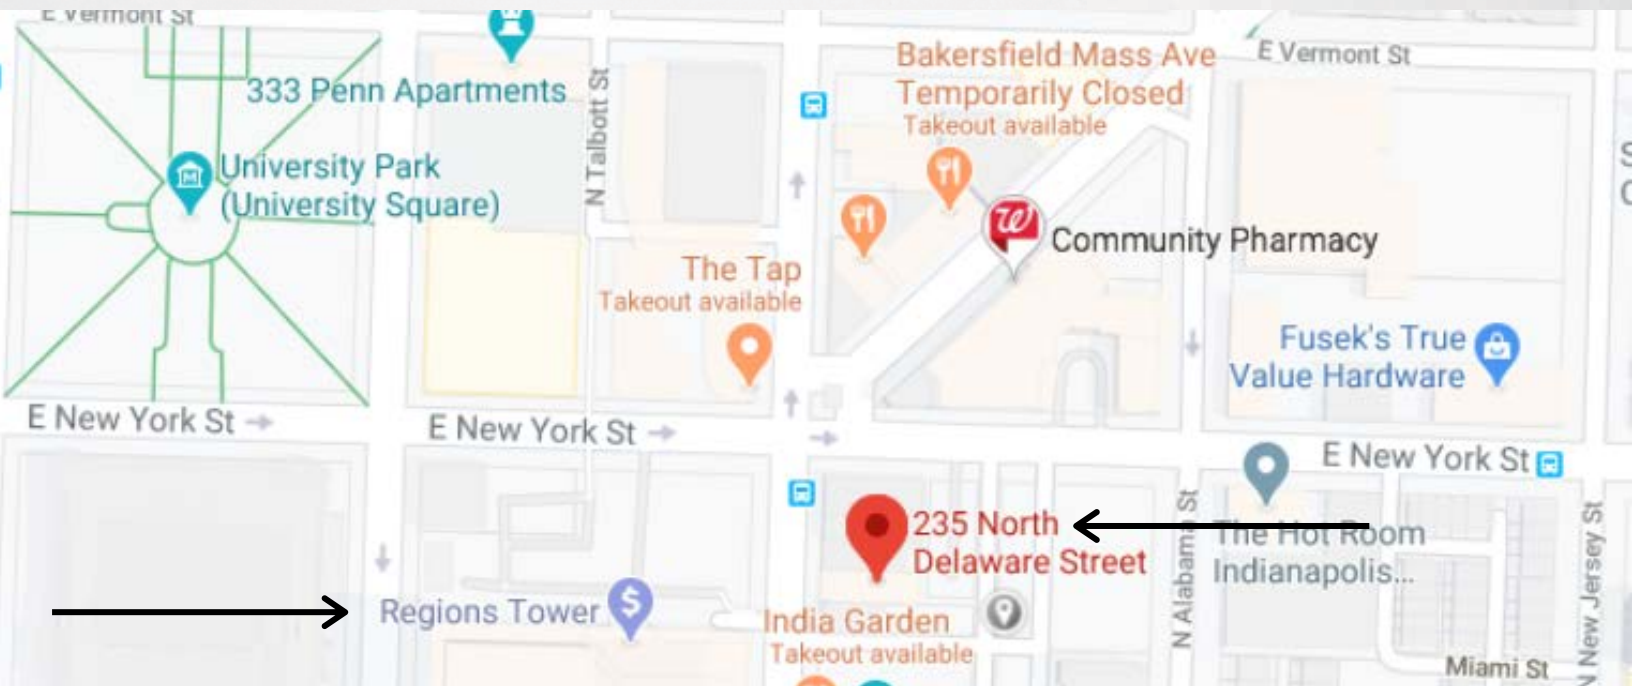 E Vermont St
333 Penn Apartments
N Talbott St
University Park
(University Square)
The Tap
Takeout available
Bakersfield Mass Ave
Temporarily Closed
Takeout available
E Vermont St
Community Pharmacy
Fusek's True
Value Hardware
E New York St
E New York St
E New York St
235 North
Delaware Street
N Alabama St
The Hot Room
Indianapolis...
N New Jersey St
Regions Tower
India Garden
Takeout available
Miami St